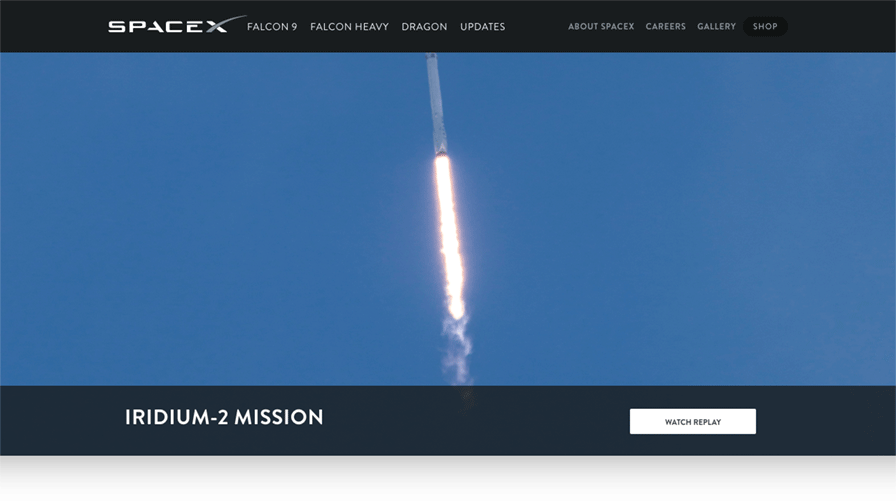 SPACEX FALCON 9 FALCON HEAVY DRAGON UPDATES ABOUT SPACEX CAREERS GALLERY SHOP
IRIDIUM-2 MISSION
WATCH REPLAY